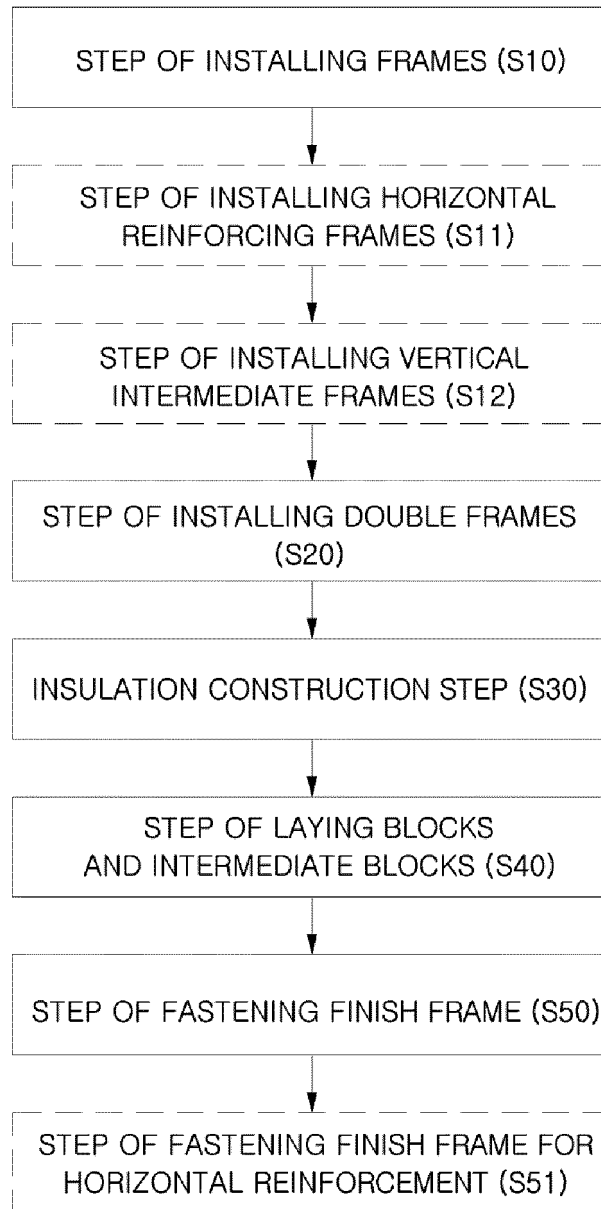 STEP OF INSTALLING FRAMES (S10)
STEP OF INSTALLING HORIZONTAL
REINFORCING FRAMES (S11)
STEP OF INSTALLING VERTICAL
INTERMEDIATE FRAMES (S12)
STEP OF INSTALLING DOUBLE FRAMES
(S20)
INSULATION CONSTRUCTION STEP (S30)
STEP OF LAYING BLOCKS
AND INTERMEDIATE BLOCKS (S40)
STEP OF FASTENING FINISH FRAME (S50)
STEP OF FASTENING FINISH FRAME FOR
HORIZONTAL REINFORCEMENT (S51)